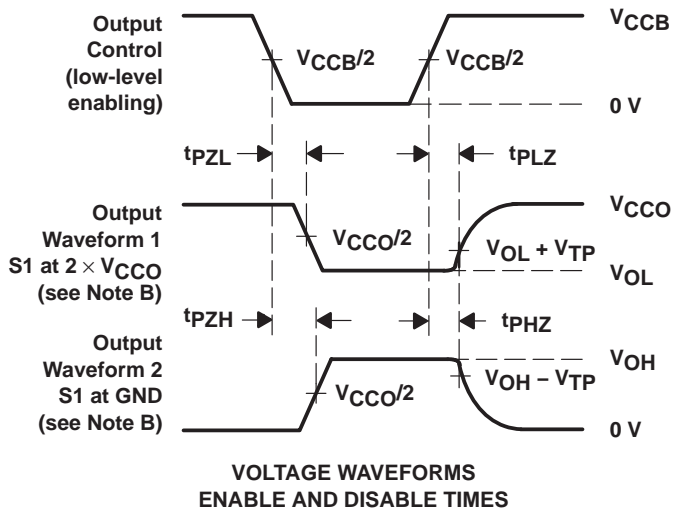 Output
Control
(low-level
enabling)
VCCB/2
VCCB/2
VCCB
0 V
tPZL
tPLZ
Output
Waveform 1
S1 at 2 × VCCO
(see Note B)
VCCO/2
VCCO
VOL + VTP
VOL
tPZH
tPHZ
Output
Waveform 2
S1 at GND
(see Note B)
VCCO/2
VOH
VOH − VTP
0 V
VOLTAGE WAVEFORMS
ENABLE AND DISABLE TIMES